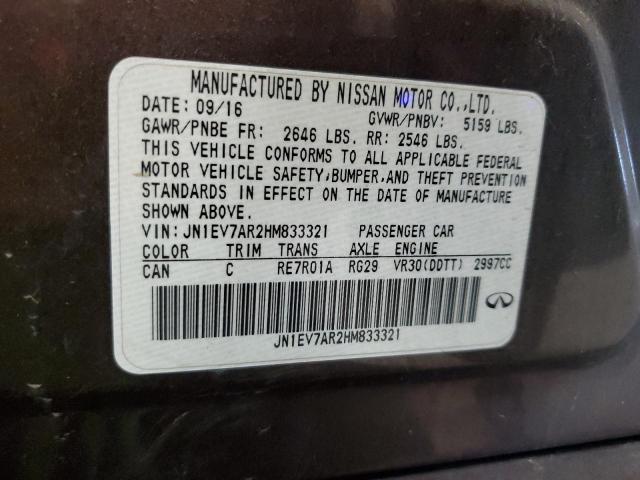 MANUFACTURED BY NISSAN MOTOR CO.,LTD.
DATE: 09/16 GVWR/PNBV: 5159 LBS.
GAWR/PNBE FR: 2646 LBS. RR: 2546 LBS.
THIS VEHICLE CONFORMS TO ALL APPLICABLE FEDERAL
MOTOR VEHICLE SAFETY,BUMPER,AND THEFT PREVENTION
STANDARDS IN EFFECT ON THE DATE OF MANUFACTURE
SHOWN ABOVE.
VIN: JN1EV7AR2HM833321 PASSENGER CAR
COLOR TRIM TRANS AXLE ENGINE
CAN C RE7R01A RG29 VR30(DDTT) 2997CC
JN1EV7AR2HM833321